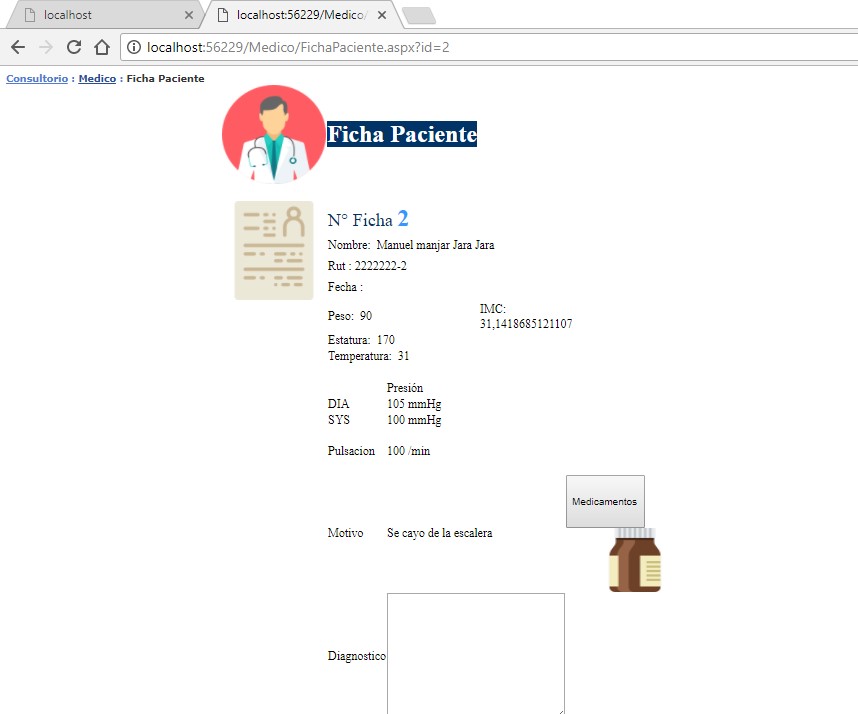 localhost
localhost:56229/Medico/
localhost:56229/Medico/FichaPaciente.aspx?id=2
Consultorio : Medico : Ficha Paciente
Ficha Paciente
N° Ficha 2
Nombre: Manuel manjar Jara Jara
Rut : 2222222-2
Fecha :
Peso: 90
IMC:
31,1418685121107
Estatura: 170
Temperatura: 31
Presión
DIA 105 mmHg
SYS 100 mmHg
Pulsacion 100 /min
Medicamentos
Motivo Se cayo de la escalera
Diagnostico